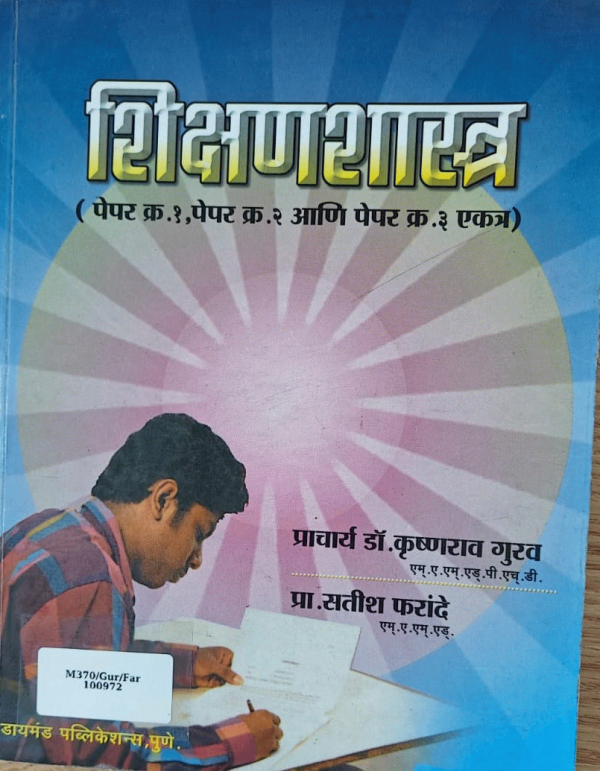 शिक्षणशास्त्र
( पेपर क्र.१,पेपर क्र.२ आणि पेपर क्र.३ एकत्र)
प्राचार्य डॉ.कृष्णराव गुरव
एम्.ए.एम्.एड्.पी.एच्.डी.
प्रा.सतीश फरांदे
एम्.ए.एम्.एड्.
M370/Gur/Far
100972
डायमंड पब्लिकेशन्स,पुणे.